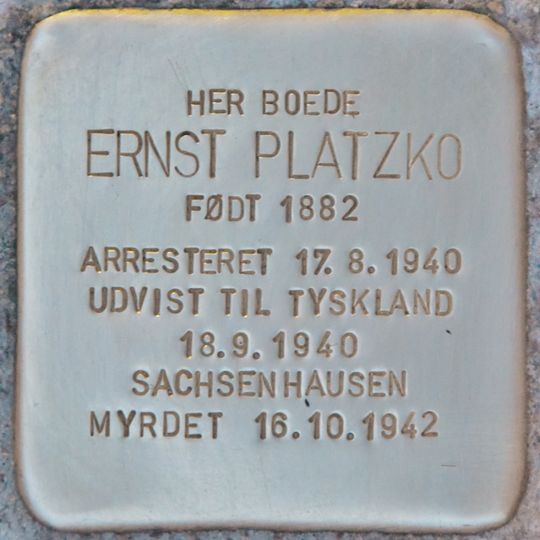 HER BOEDE
ERNST PLATZKO
FØDT 1882
ARRESTERET 17.8.1940
UDVIST TIL TYSKLAND
18.9.1940
SACHSENHAUSEN
MYRDET 16.10.1942